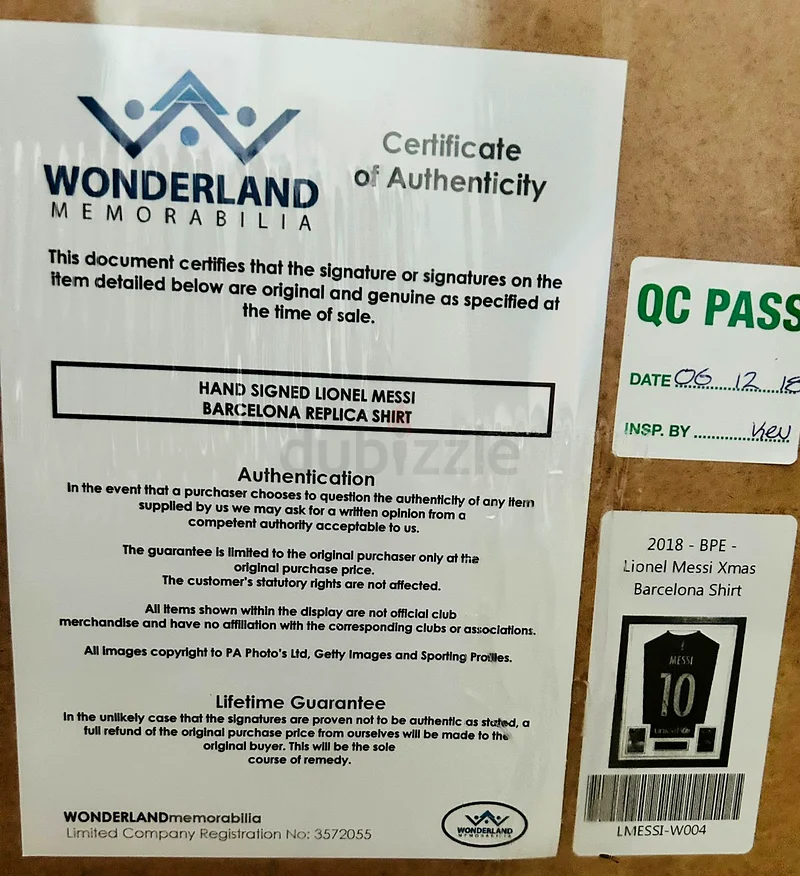 WONDERLAND
MEMORABILIA
Certificate
of Authenticity
This document certifies that the signature or signatures on the
item detailed below are original and genuine as specified at
the time of sale.
HAND SIGNED LIONEL MESSI
BARCELONA REPLICA SHIRT
dubizzle
Authentication
In the event that a purchaser chooses to question the authenticity of any item
supplied by us we may ask for a written opinion from a
competent authority acceptable to us.
The guarantee is limited to the original purchaser only at the
original purchase price.
The customer's statutory rights are not affected.
All items shown within the display are not official club
merchandise and have no affiliation with the corresponding clubs or associations.
All images copyright to PA Photo's Ltd, Getty Images and Sporting Profiles.
Lifetime Guarantee
In the unlikely case that the signatures are proven not to be authentic as stated, a
full refund of the original purchase price from ourselves will be made to the
original buyer. This will be the sole
course of remedy.
WONDERLANDmemorabilia
Limited Company Registration No: 3572055
WONDERLAND
MEMORABILIA
QC PASS
DATE 06 12 18
INSP. BY Kev
2018 - BPE -
Lionel Messi Xmas
Barcelona Shirt
MESSI
10
unicef
LMESSI-W004